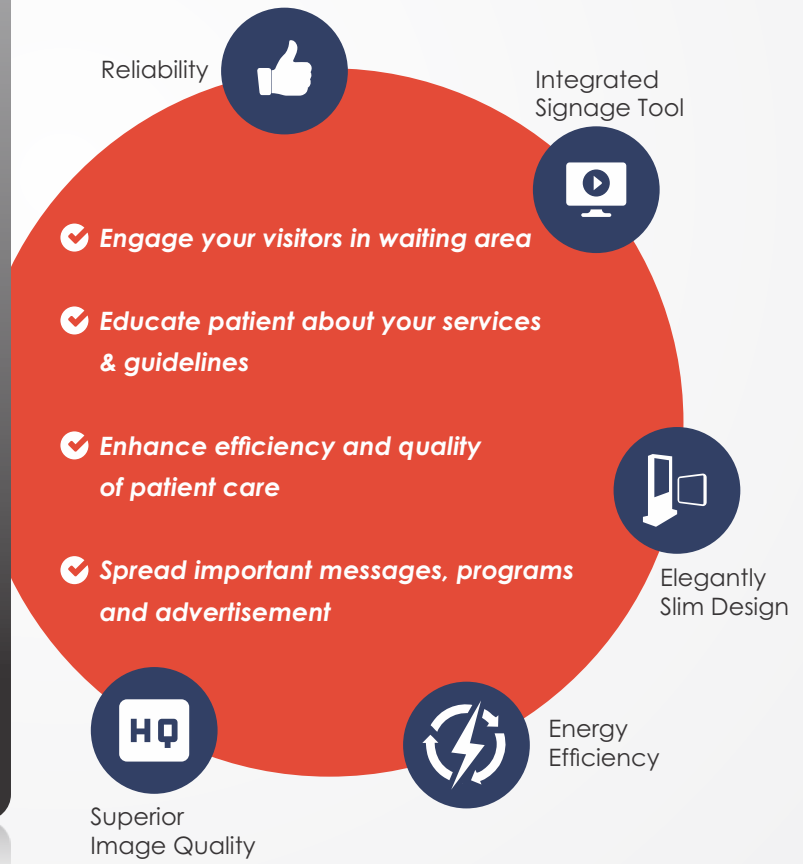 Reliability
Integrated
Signage Tool
Engage your visitors in waiting area
Educate patient about your services
& guidelines
Enhance efficiency and quality
of patient care
Spread important messages, programs
and advertisement
Elegantly
Slim Design
HQ
Energy
Efficiency
Superior
Image Quality